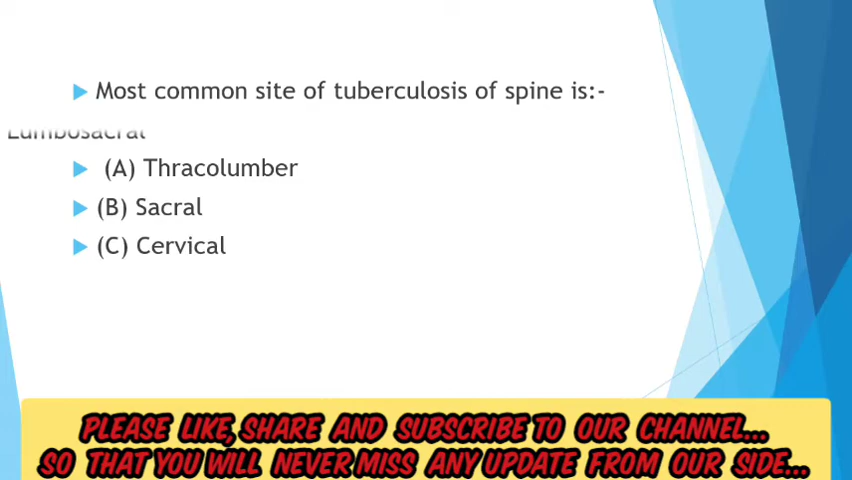 Most common site of tuberculosis of spine is:-
Lumbosacral
(A) Thracolumber
(B) Sacral
(C) Cervical
PLEASE LIKE, SHARE AND SUBSCRIBE TO OUR CHANNEL...
SO THAT YOU WILL NEVER MISS ANY UPDATE FROM OUR SIDE...